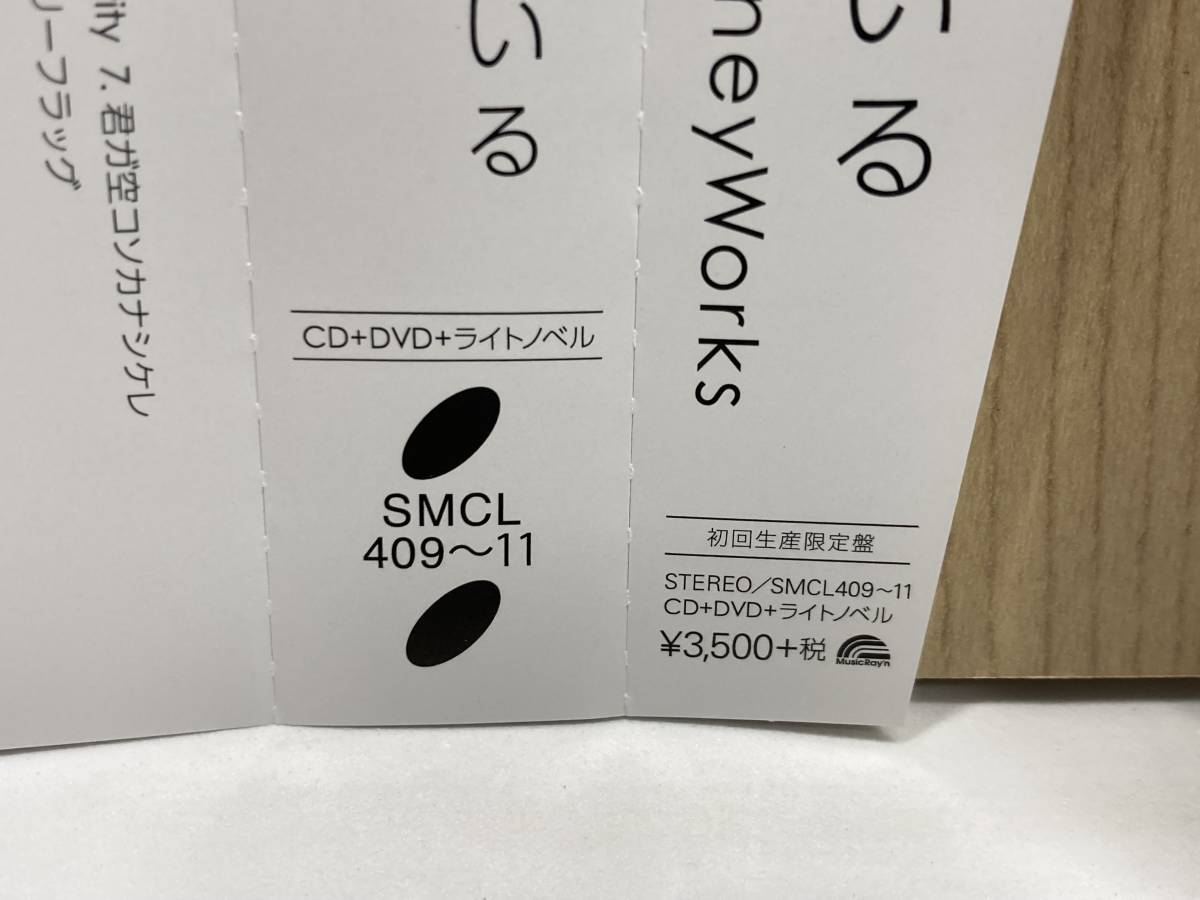 ity 7. 君ガ空コソカナシケレ
リーフラッグ
いる
CD+DVD+ライトノベル
SMCL
409〜11
る
neyWorks
初回生産限定盤
STEREO/SMCL409〜11
CD+DVD+ライトノベル
¥3,500+税
MusicRay'n